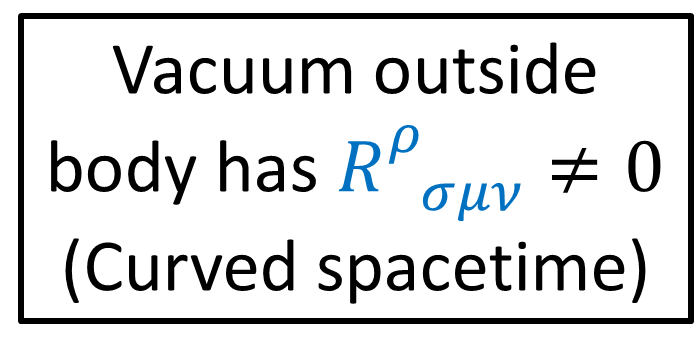 Vacuum outside
body has R^ρ_σμν ≠ 0
(Curved spacetime)